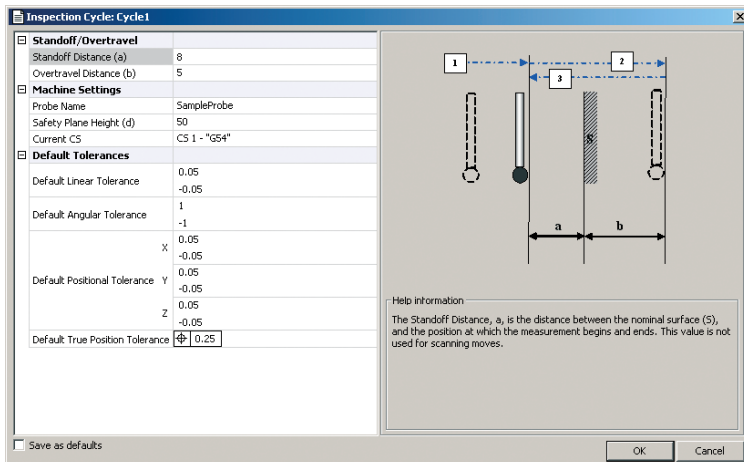 Inspection Cycle: Cycle1
Standoff/Overtravel
Standoff Distance (a) 8
Overtravel Distance (b) 5
Machine Settings
Probe Name SampleProbe
Safety Plane Height (d) 50
Current CS CS 1 - "G54"
Default Tolerances
Default Linear Tolerance 0.05
-0.05
Default Angular Tolerance 1
-1
Default Positional Tolerance X 0.05
-0.05
Y 0.05
-0.05
Z 0.05
-0.05
Default True Position Tolerance ⌖ 0.25
1
2
3
S
a
b
Help information
The Standoff Distance, a, is the distance between the nominal surface (S),
and the position at which the measurement begins and ends. This value is not
used for scanning moves.
Save as defaults
OK
Cancel